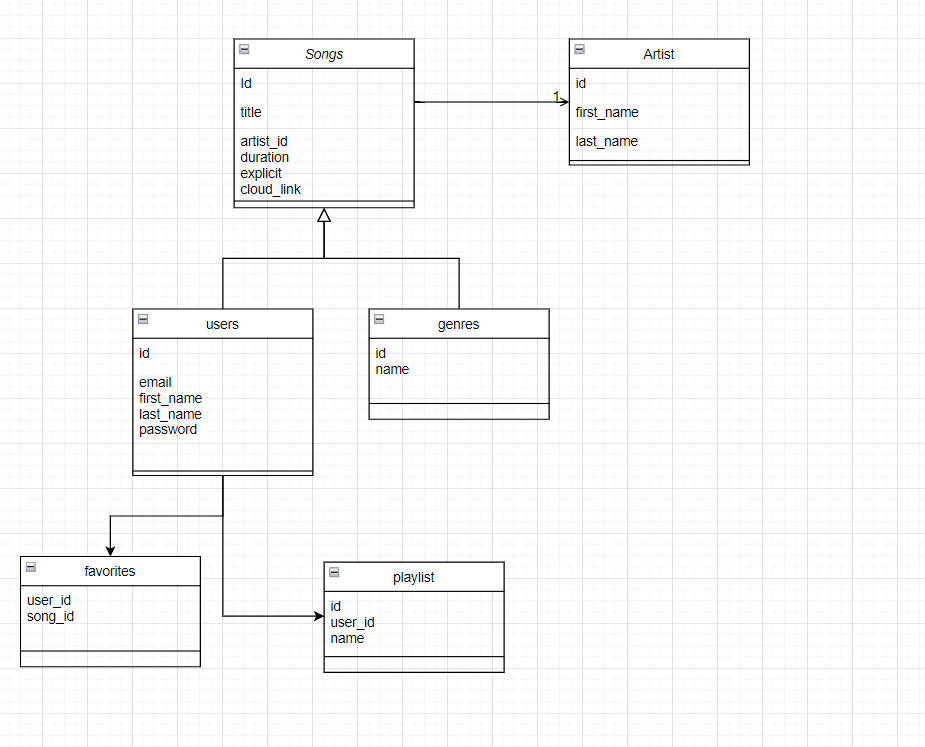 Songs
Id
title
artist_id
duration
explicit
cloud_link
1
Artist
id
first_name
last_name
users
id
email
first_name
last_name
password
genres
id
name
favorites
user_id
song_id
playlist
id
user_id
name